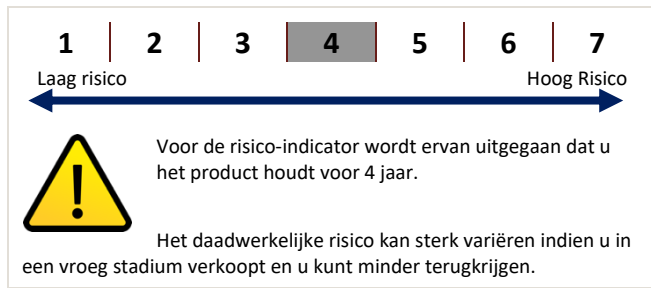 1 2 3 4 5 6 7
Laag risico Hoog Risico
Voor de risico-indicator wordt ervan uitgegaan dat u
het product houdt voor 4 jaar.
Het daadwerkelijke risico kan sterk variëren indien u in
een vroeg stadium verkoopt en u kunt minder terugkrijgen.